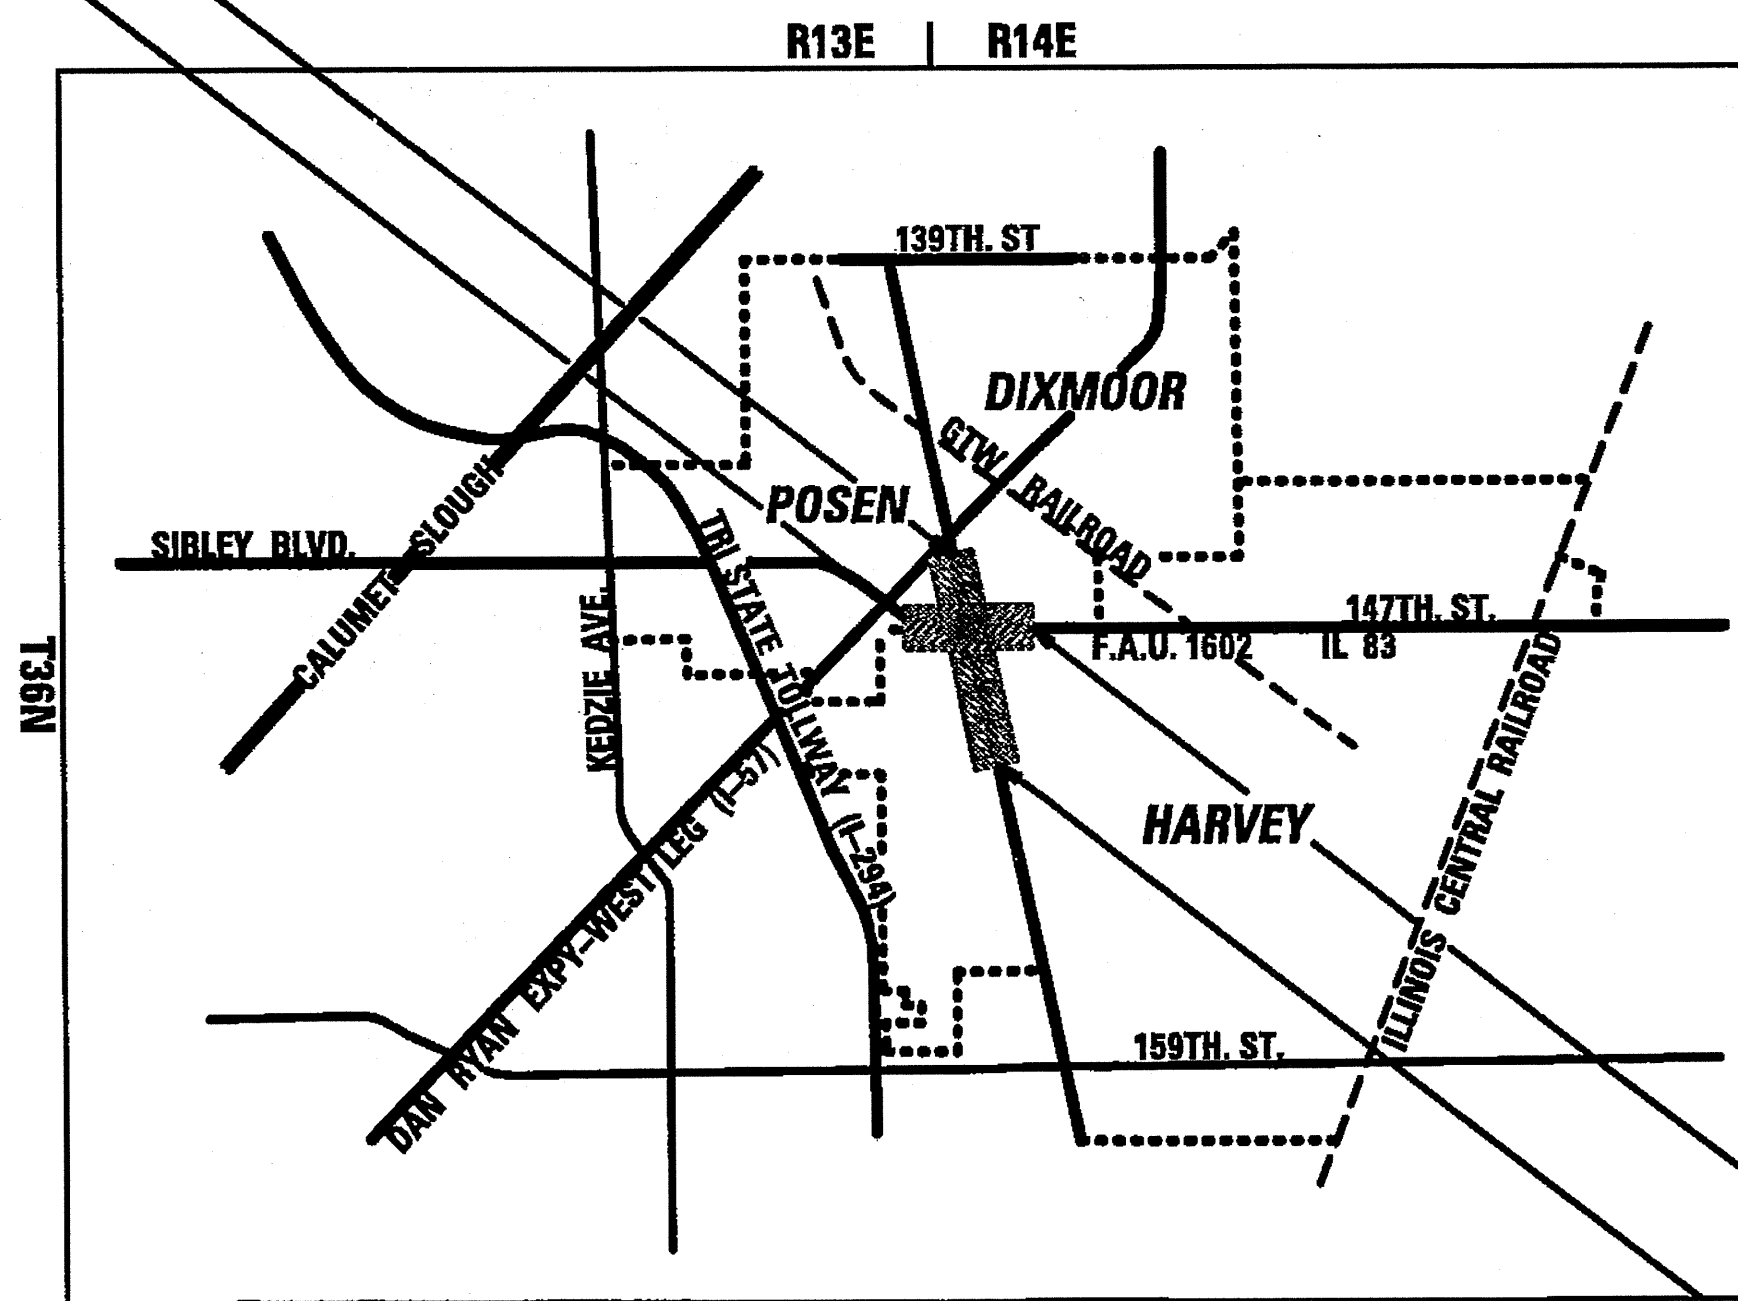 R13E | R14E
139TH. ST
DIXMOOR
GTW RAILROAD
POSEN
SIBLEY BLVD.
CALUMET SLOUGH
TRI STATE TOLLWAY (I-294)
KEDZIE AVE.
147TH. ST.
F.A.U. 1602 IL 83
T36N
DAN RYAN EXPY-WEST LEG (I-57)
HARVEY
ILLINOIS CENTRAL RAILROAD
159TH. ST.